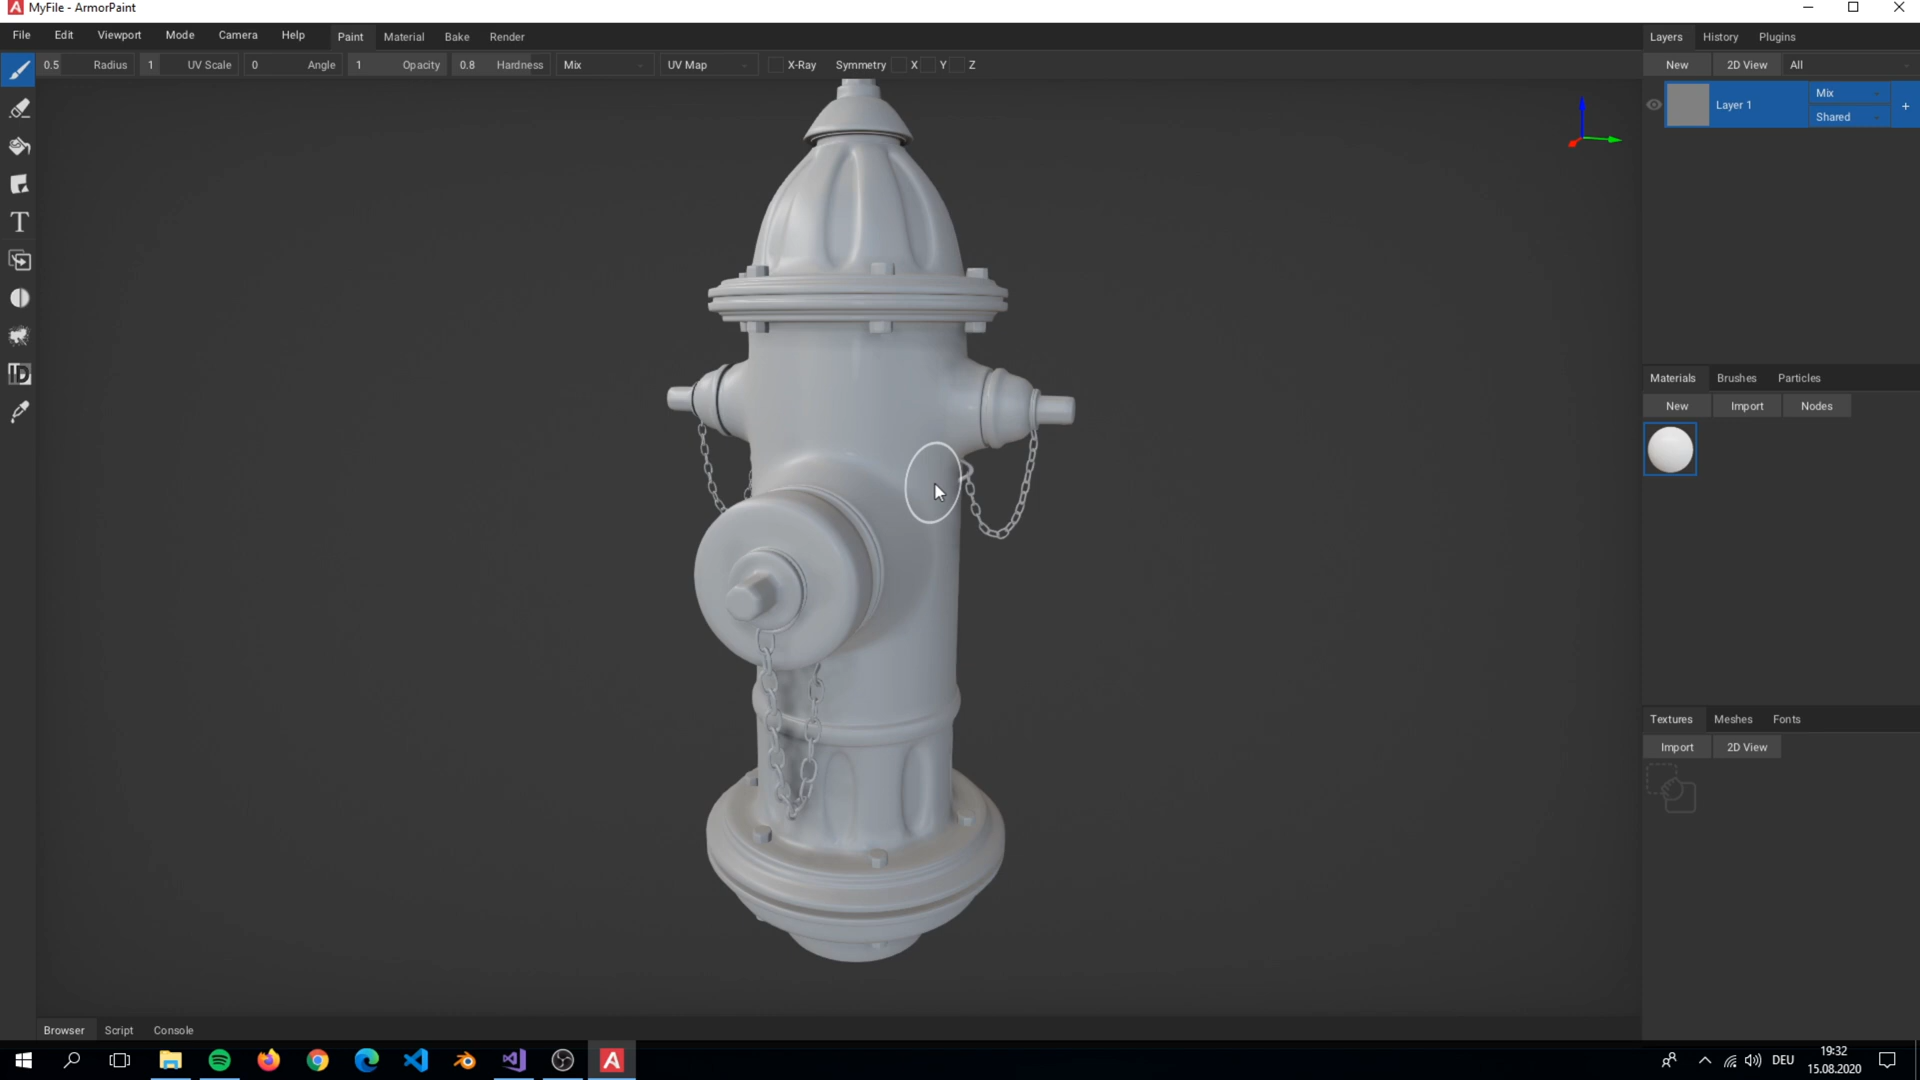 MyFile - ArmorPaint
File Edit Viewport Mode Camera Help Paint Material Bake Render
Layers History Plugins
0.5 Radius 1 UV Scale 0 Angle 1 Opacity 0.8 Hardness Mix UV Map X-Ray Symmetry X Y Z
New 2D View All
Layer 1 Mix +
Shared
T
ID
Materials Brushes Particles
New Import Nodes
Textures Meshes Fonts
Import 2D View
Browser Script Console
DEU
19:32
15.08.2020